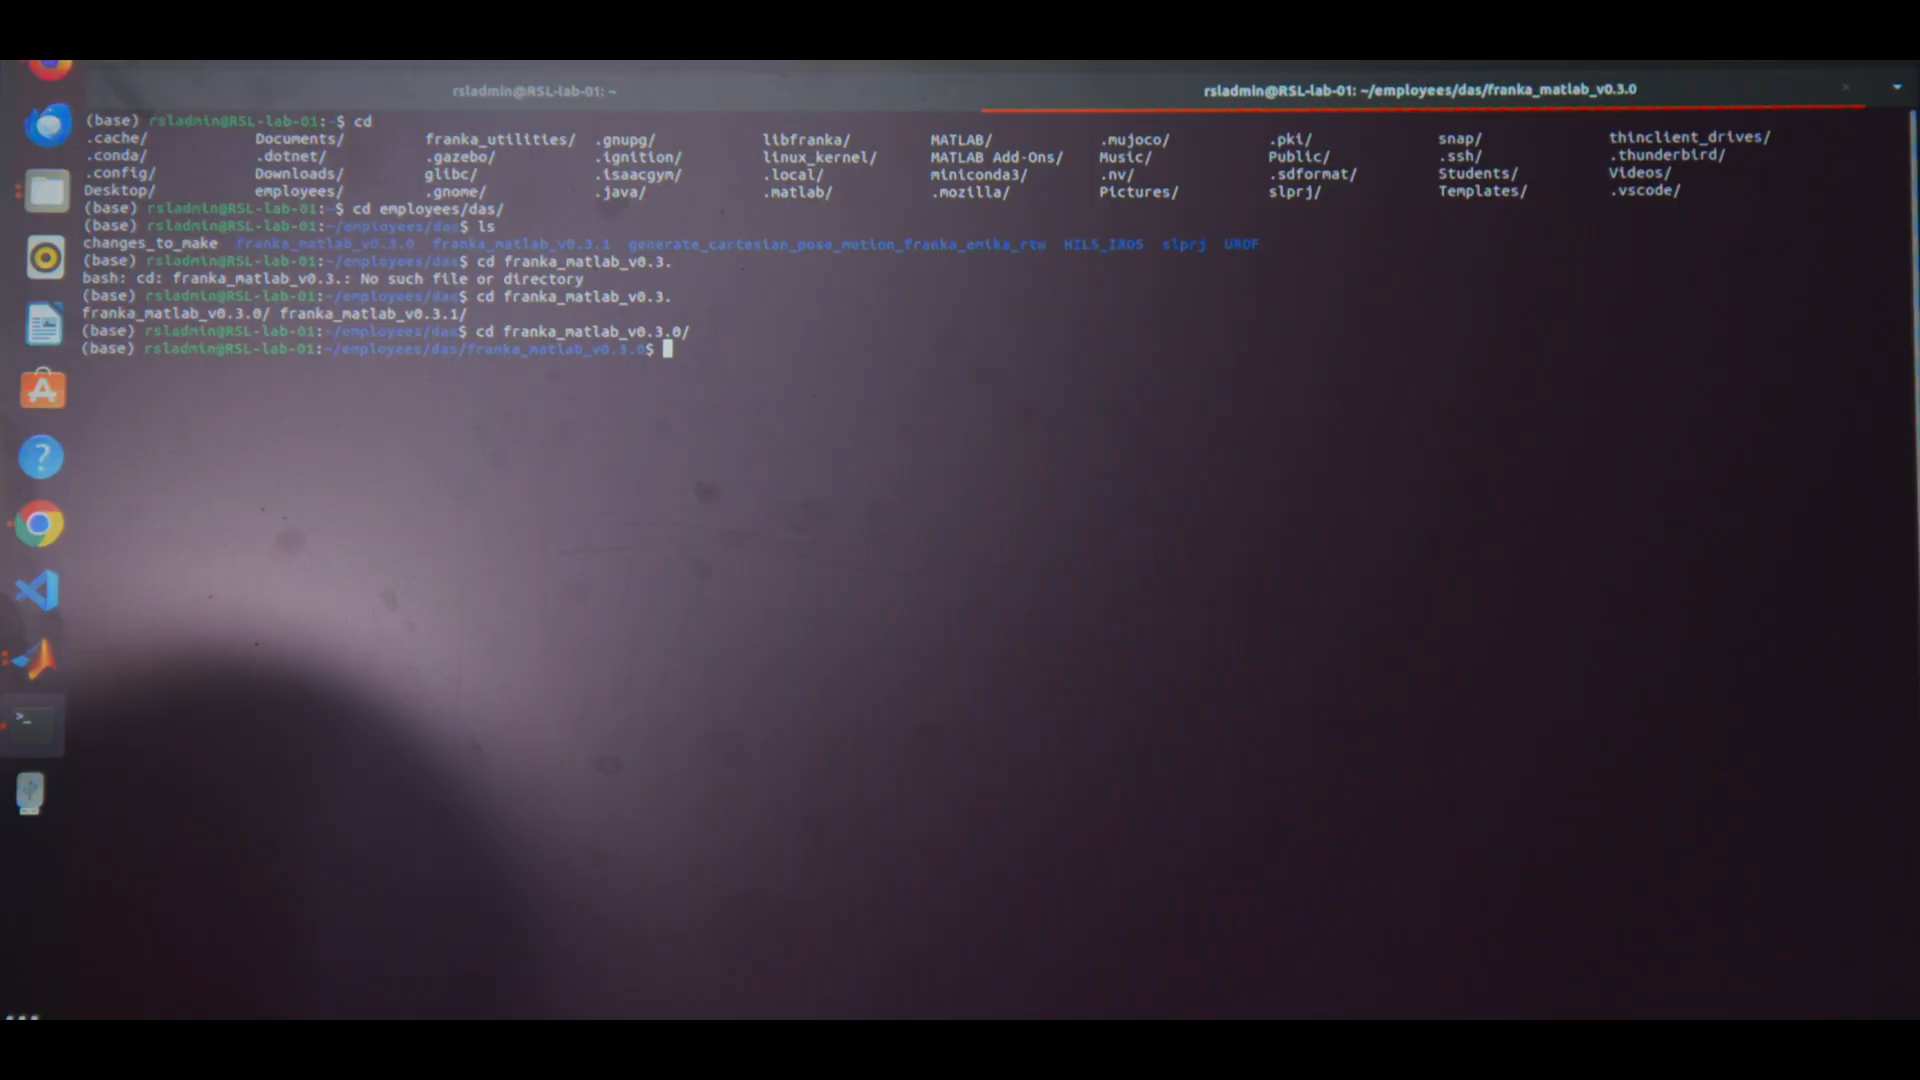 rsladmin@RSL-lab-01: ~
rsladmin@RSL-lab-01: ~/employees/das/franka_matlab_v0.3.0
(base) rsladmin@RSL-lab-01:~$ cd
.cache/ Documents/ franka_utilities/ .gnupg/ libfranka/ MATLAB/ .mujoco/ .pki/ snap/ thinclient_drives/
.conda/ .dotnet/ .gazebo/ .ignition/ linux_kernel/ MATLAB Add-Ons/ Music/ Public/ .ssh/ .thunderbird/
.config/ Downloads/ glibc/ .isaacgym/ .local/ miniconda3/ .nv/ .sdformat/ Students/ Videos/
Desktop/ employees/ .gnome/ .java/ .matlab/ .mozilla/ Pictures/ slprj/ Templates/ .vscode/
(base) rsladmin@RSL-lab-01:~$ cd employees/das/
(base) rsladmin@RSL-lab-01:~/employees/das$ ls
changes_to_make franka_matlab_v0.3.0 franka_matlab_v0.3.1 generate_cartesian_pose_motion_franka_emika_rtw HILS_IROS slprj URDF
(base) rsladmin@RSL-lab-01:~/employees/das$ cd franka_matlab_v0.3.
bash: cd: franka_matlab_v0.3.: No such file or directory
(base) rsladmin@RSL-lab-01:~/employees/das$ cd franka_matlab_v0.3.
franka_matlab_v0.3.0/ franka_matlab_v0.3.1/
(base) rsladmin@RSL-lab-01:~/employees/das$ cd franka_matlab_v0.3.0/
(base) rsladmin@RSL-lab-01:~/employees/das/franka_matlab_v0.3.0$